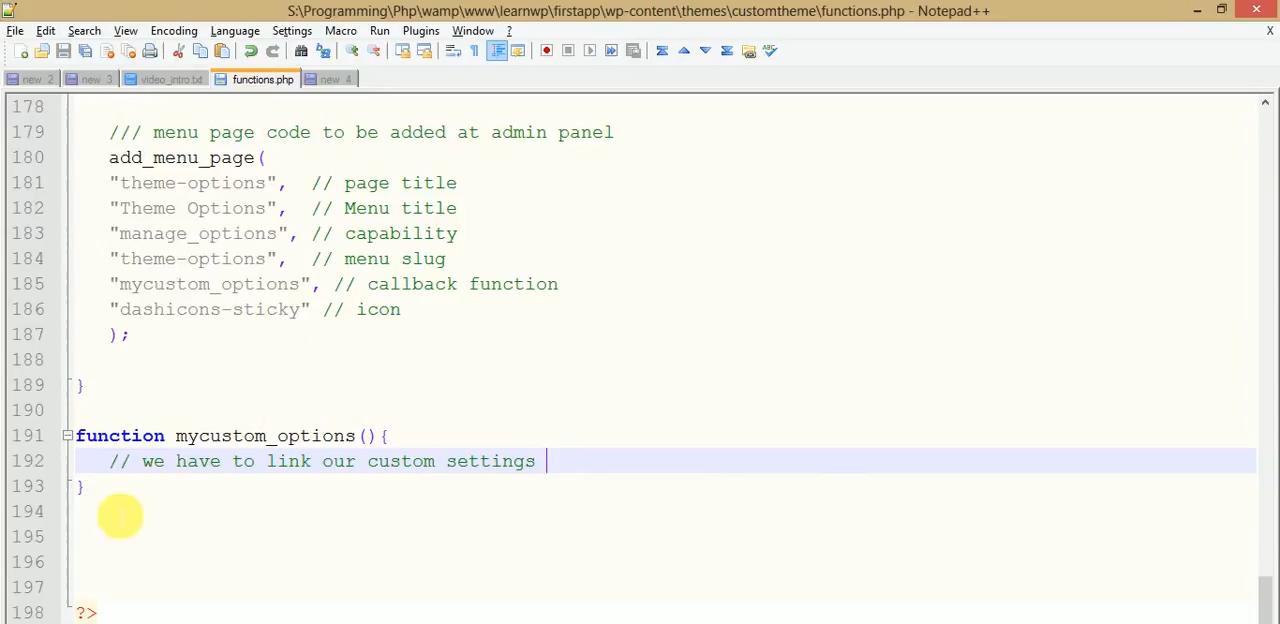 S:\Programming\Php\wamp\www\learnwp\firstapp\wp-content\themes\customtheme\functions.php - Notepad++
File Edit Search View Encoding Language Settings Macro Run Plugins Window ? X
new 2 new 3 video_intro.txt functions.php new 4
178
179 /// menu page code to be added at admin panel
180 add_menu_page(
181 "theme-options", // page title
182 "Theme Options", // Menu title
183 "manage_options", // capability
184 "theme-options", // menu slug
185 "mycustom_options", // callback function
186 "dashicons-sticky" // icon
187 );
188
189 }
190
191 function mycustom_options(){
192 // we have to link our custom settings
193 }
194
195
196
197
198 ?>